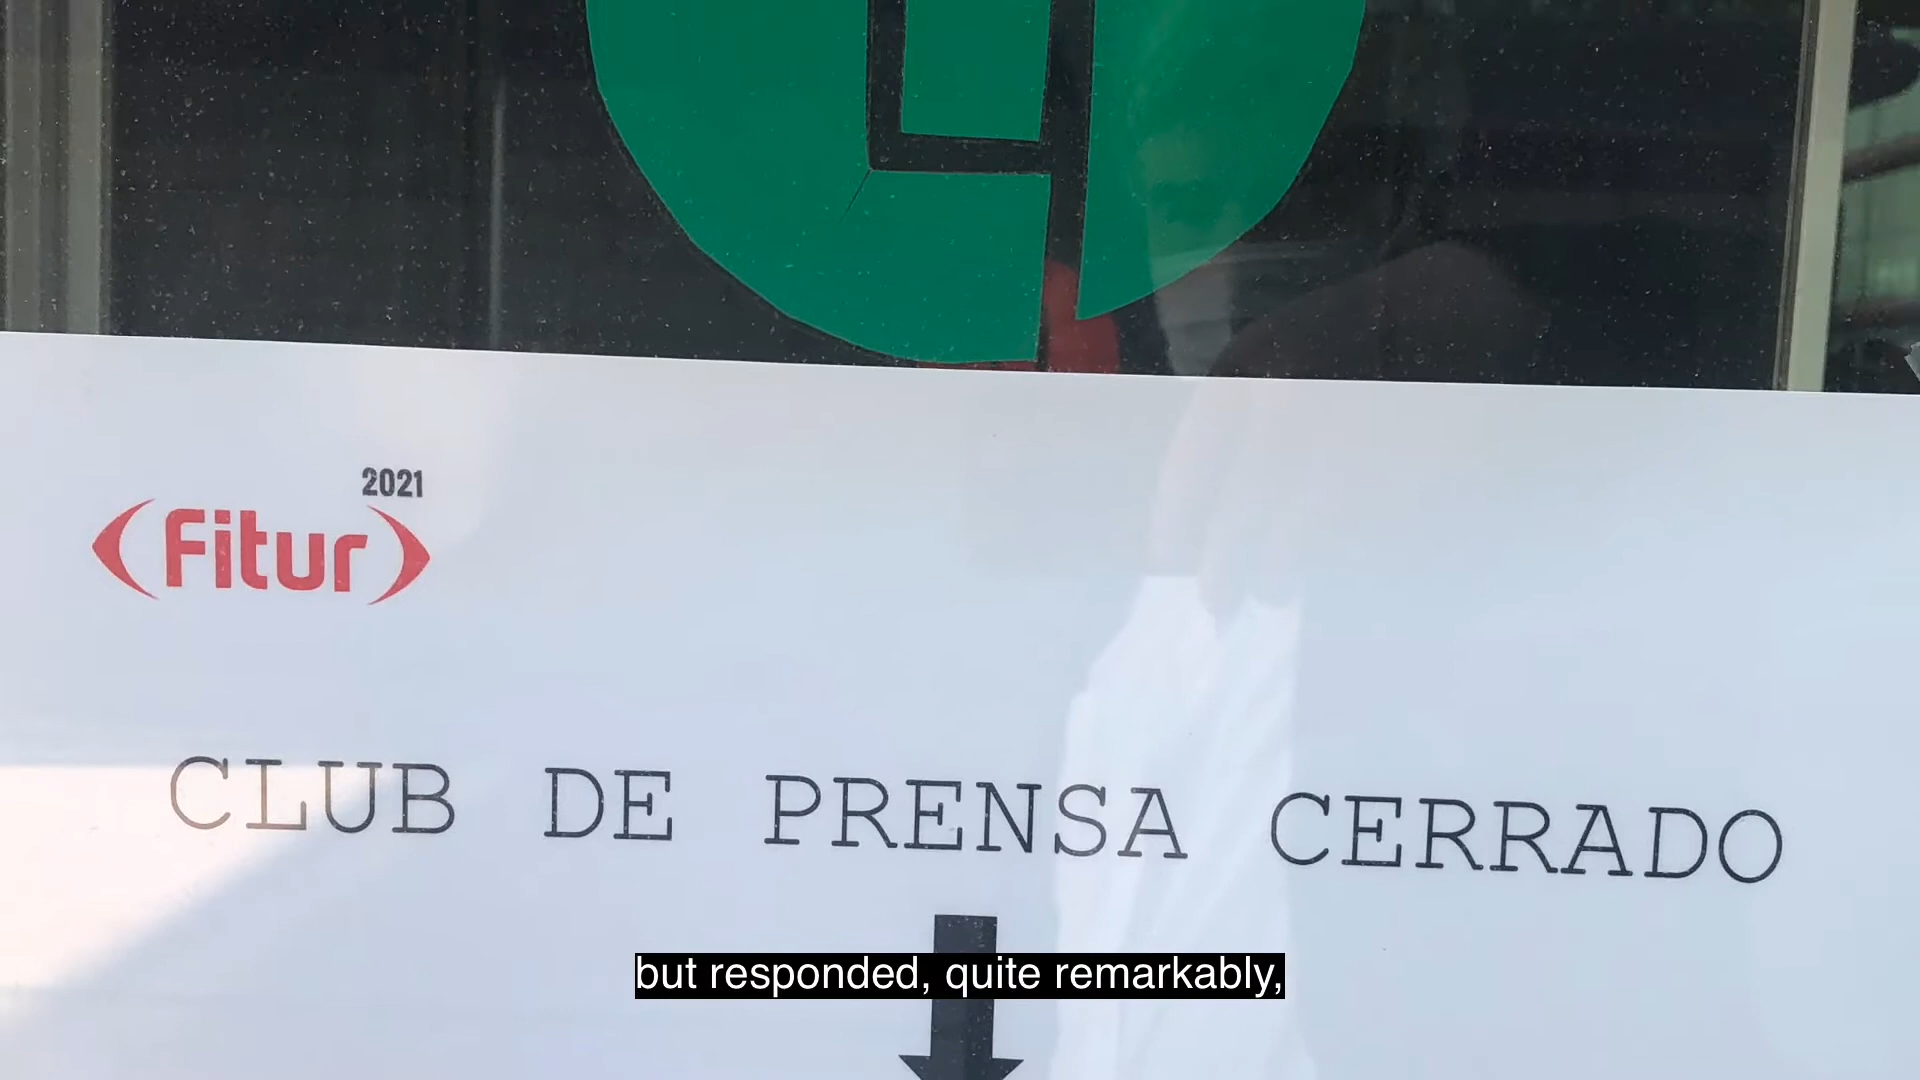 2021
Fitur
CLUB DE PRENSA CERRADO
but responded, quite remarkably,